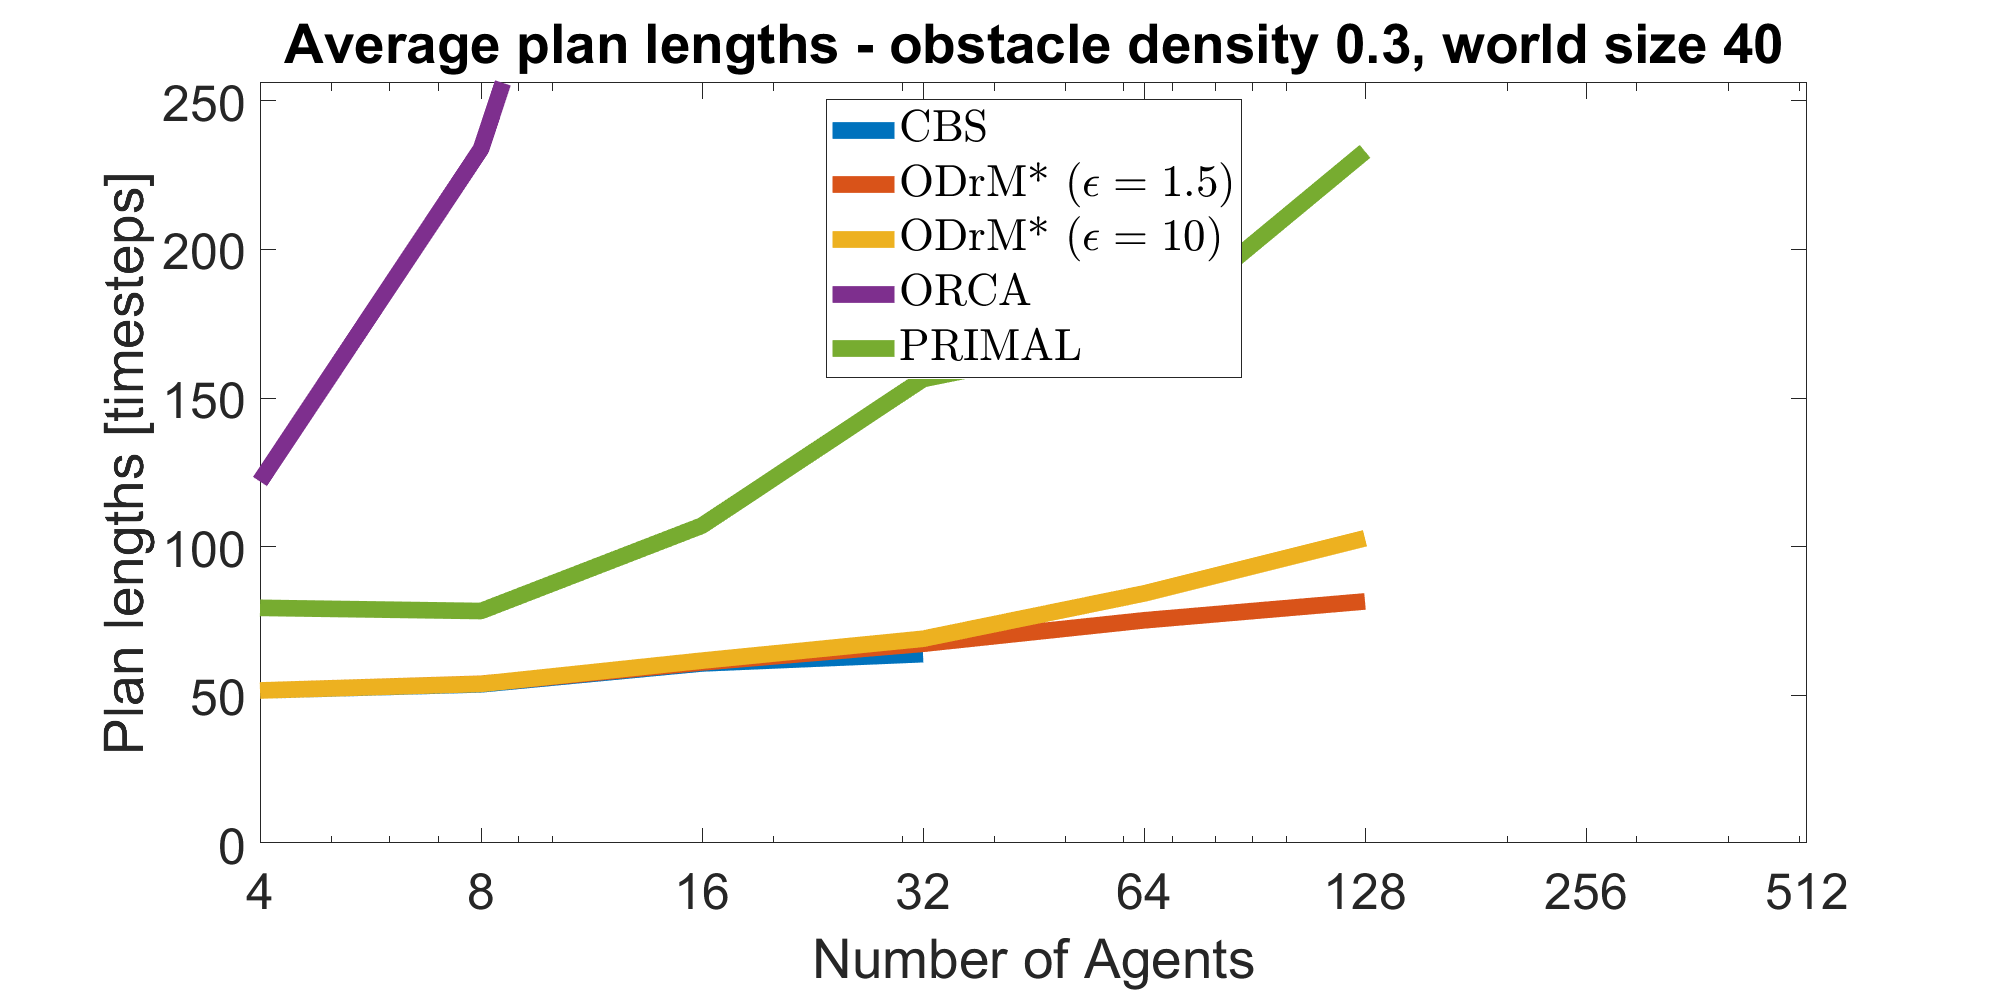 Average plan lengths - obstacle density 0.3, world size 40
Plan lengths [timesteps]
250
200
150
100
50
0
CBS
ODrM* (ϵ = 1.5)
ODrM* (ϵ = 10)
ORCA
PRIMAL
4 8 16 32 64 128 256 512
Number of Agents